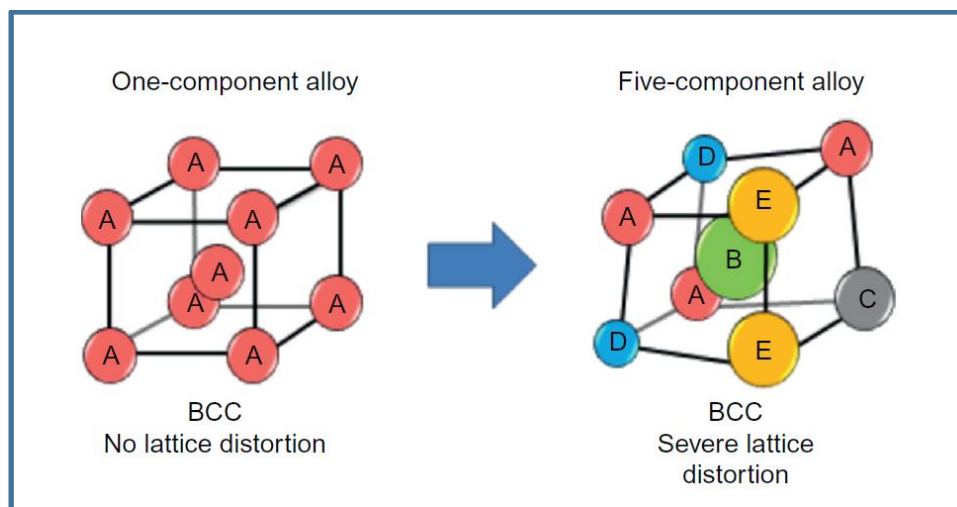 One-component alloy
A
A
A
A
A
A
A
A
A
BCC
No lattice distortion
Five-component alloy
D
A
A
E
B
A
C
D
E
BCC
Severe lattice
distortion